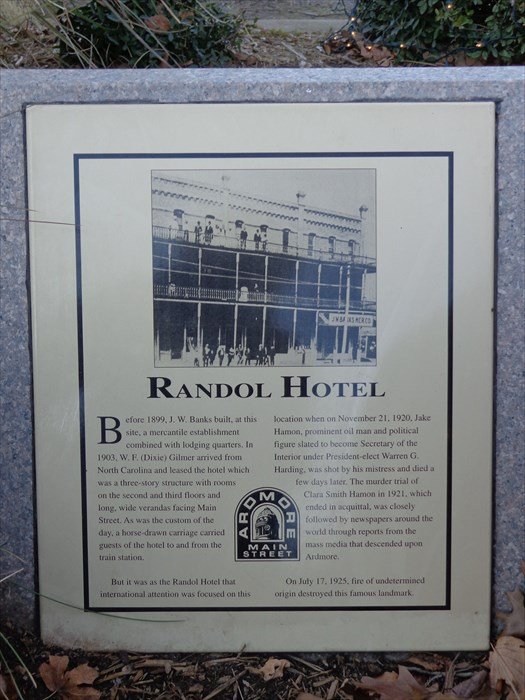 J.W.BANKS MER.CO.
RANDOL HOTEL
Before 1899, J. W. Banks built, at this
site, a mercantile establishment
combined with lodging quarters. In
1903, W. F. (Dixie) Gilmer arrived from
North Carolina and leased the hotel which
was a three-story structure with rooms
on the second and third floors and
long, wide verandas facing Main
Street. As was the custom of the
day, a horse-drawn carriage carried
guests of the hotel to and from the
train station.
But it was as the Randol Hotel that
international attention was focused on this
location when on November 21, 1920, Jake
Hamon, prominent oil man and political
figure slated to become Secretary of the
Interior under President-elect Warren G.
Harding, was shot by his mistress and died a
few days later. The murder trial of
Clara Smith Hamon in 1921, which
ended in acquittal, was closely
followed by newspapers around the
world through reports from the
mass media that descended upon
Ardmore.
On July 17, 1925, fire of undetermined
origin destroyed this famous landmark.
ARDMORE
MAIN
STREET